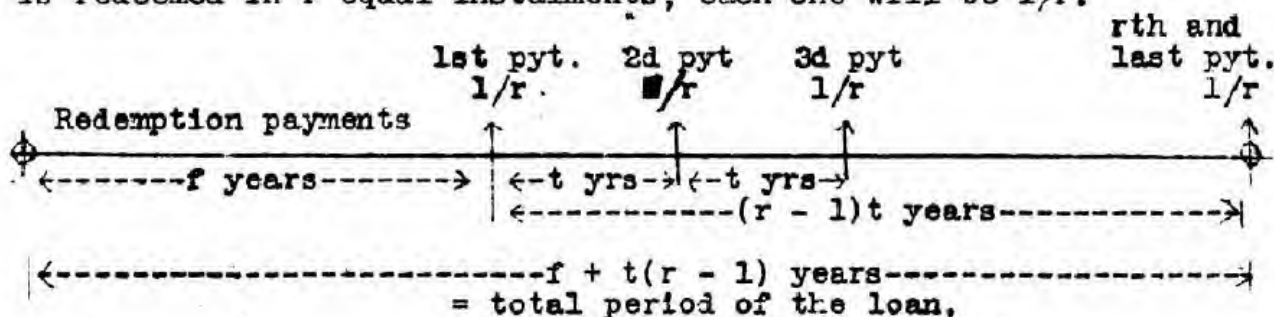 is redeemed in r equal instalments, each one will be 1/r.
rth and
1st pyt. 2d pyt 3d pyt last pyt.
1/r. /r 1/r 1/r
Redemption payments
f years t yrs t yrs
(r - 1)t years
f + t(r - 1) years
= total period of the loan.